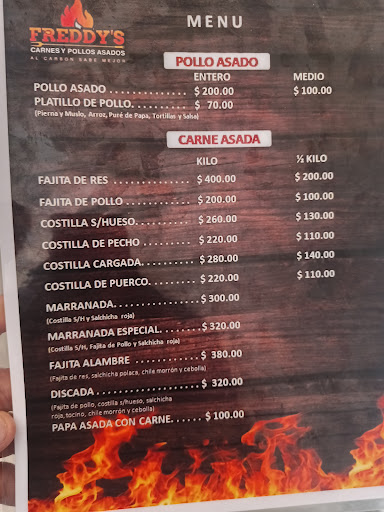 FREDDY'S
CARNES Y POLLOS ASADOS
AL CARBON SABE MEJOR
MENU
POLLO ASADO
ENTERO MEDIO
POLLO ASADO............ $200.00 $100.00
PLATILLO DE POLLO.......... $ 70.00
(Pierna y Muslo, Arroz, Puré de Papa, Tortillas y Salsa)
CARNE ASADA
KILO ½ KILO
FAJITA DE RES .............. $400.00 $200.00
FAJITA DE POLLO ............ $200.00 $100.00
COSTILLA S/HUESO.......... $260.00 $130.00
COSTILLA DE PECHO ......... $220.00 $110.00
COSTILLA CARGADA.......... $280.00 $140.00
COSTILLA DE PUERCO......... $220.00 $110.00
MARRANADA............... $300.00
(Costilla S/H y Salchicha roja)
MARRANADA ESPECIAL....... $320.00
(Costilla S/H, Fajita de Pollo y Salchicha roja)
FAJITA ALAMBRE ........... $ 380.00
(Fajita de res, salchicha polaca, chile morrón y cebolla)
DISCADA ................. $ 320.00
(Fajita de pollo, costilla s/hueso, salchicha
roja, tocino, chile morrón y cebolla)
PAPA ASADA CON CARNE...... $100.00